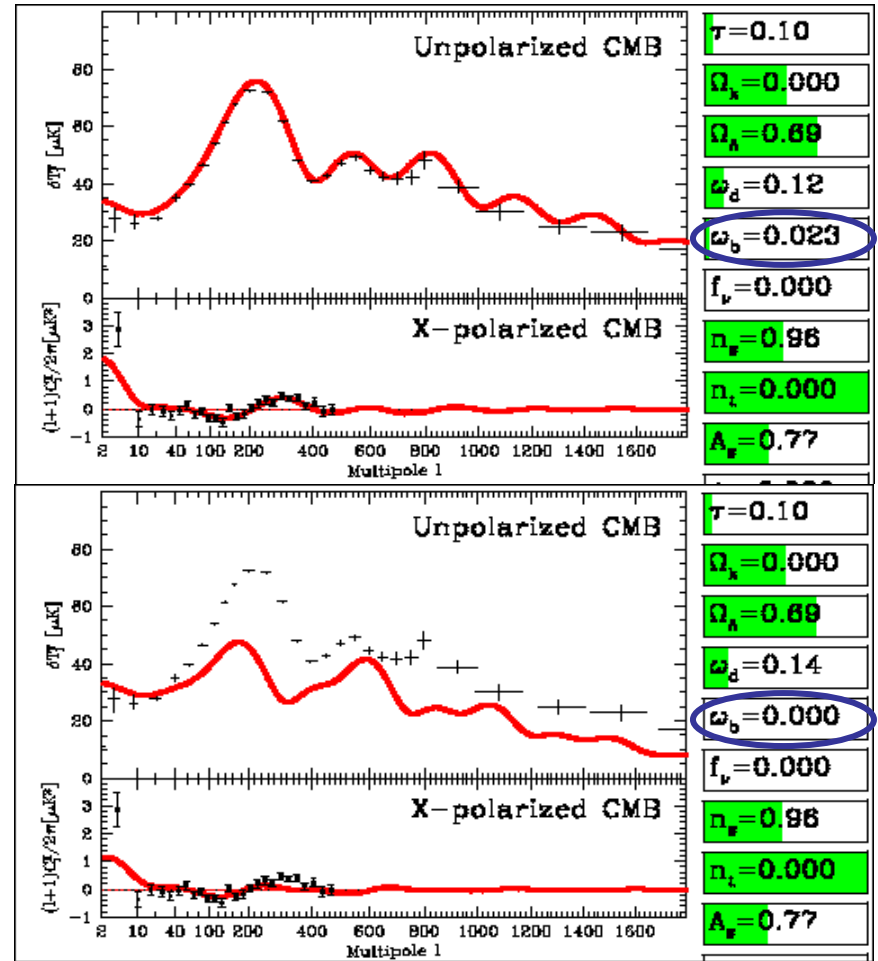 Unpolarized CMB
80
60
40
20
0
δT [μK]
X-polarized CMB
3
2
1
0
-1
2 10 40 100 200 400 600 800 1000 1200 1400 1600
Multipole l
τ=0.10
Ωk=0.000
ΩΛ=0.69
ωd=0.12
ωb=0.023
fν=0.000
ns=0.96
nt=0.000
As=0.77
Unpolarized CMB
80
60
40
20
0
δT [μK]
X-polarized CMB
3
2
1
0
-1
2 10 40 100 200 400 600 800 1000 1200 1400 1600
Multipole l
τ=0.10
Ωk=0.000
ΩΛ=0.69
ωd=0.14
ωb=0.000
fν=0.000
ns=0.96
nt=0.000
As=0.77